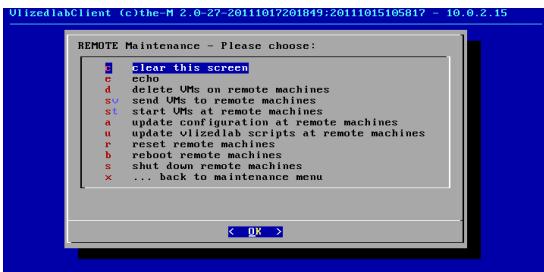 VlizedlabClient (c)the-M 2.0-27-20111017201849:20111015105817 - 10.0.2.15
REMOTE Maintenance - Please choose:
c clear this screen
e echo
d delete VMs on remote machines
sv send VMs to remote machines
st start VMs at remote machines
a update configuration at remote machines
u update vlizedlab scripts at remote machines
r reset remote machines
b reboot remote machines
s shut down remote machines
x ... back to maintenance menu
< OK >